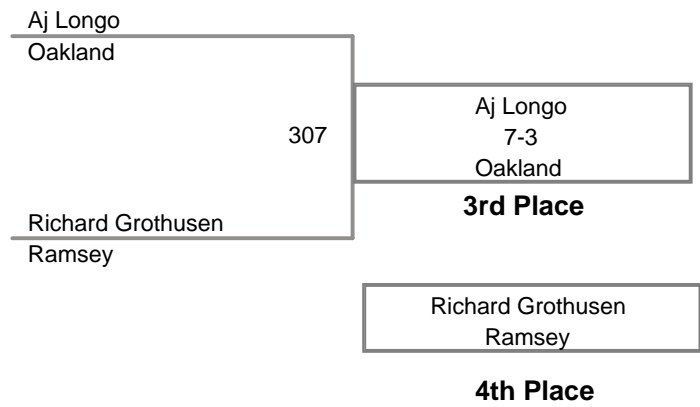 Aj Longo
Oakland
307
Aj Longo
7-3
Oakland
3rd Place
Richard Grothusen
Ramsey
Richard Grothusen
Ramsey
4th Place